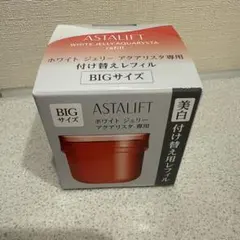 ASTALIFT
WHITE JELLY AQUARYSTA
ホワイト ジェリー アクアリスタ専用
付け替えレフィル
BIGサイズ
BIG
サイズ
ASTALIFT
ホワイト ジェリー
アクアリスタ 専用
美白
付け替え用レフィル